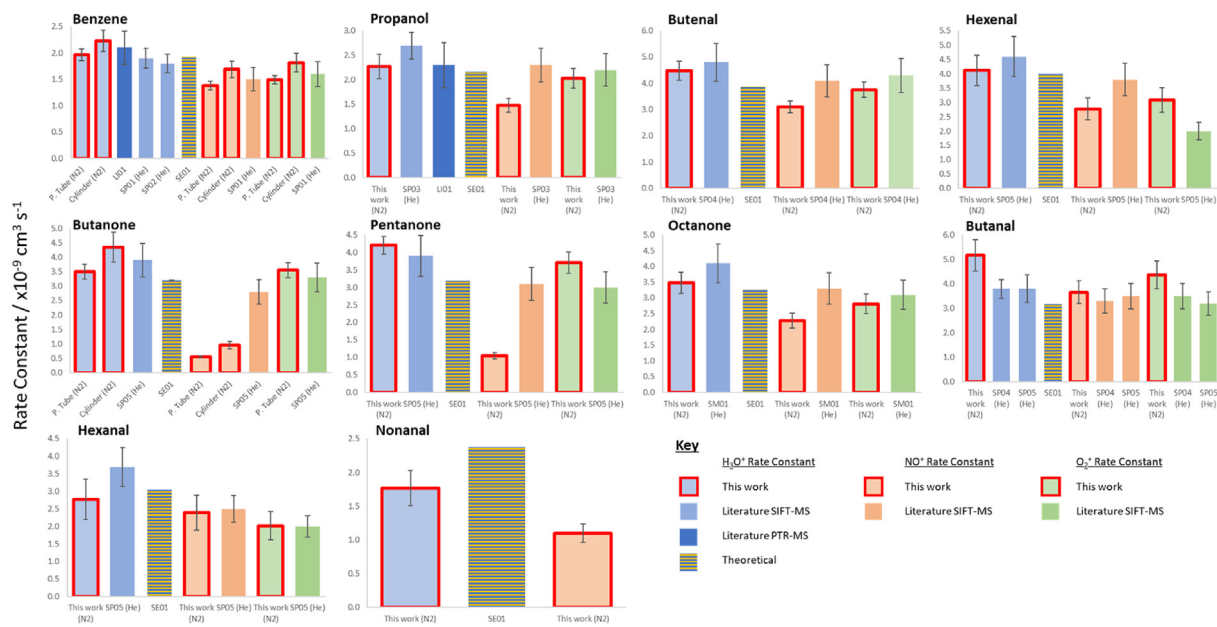 Rate Constant / x10⁻⁹ cm³ s⁻¹
Benzene
2.5
2.0
1.5
1.0
0.5
0.0
P. Tube (N2)
Cylinder (N2)
LI01
SP01 (He)
SP02 (He)
SE01
P. Tube (N2)
Cylinder (N2)
SP01 (He)
P. Tube (N2)
Cylinder (N2)
SP01 (He)
Propanol
3.0
2.5
2.0
1.5
1.0
0.5
0.0
This work (N2)
SP03 (He)
LI01
SE01
This work (N2)
SP03 (He)
This work (N2)
SP03 (He)
Butenal
6.0
5.0
4.0
3.0
2.0
1.0
0.0
This work (N2)
SP04 (He)
SE01
This work (N2)
SP04 (He)
This work (N2)
SP04 (He)
Hexenal
5.5
5.0
4.5
4.0
3.5
3.0
2.5
2.0
1.5
1.0
0.5
0.0
This work (N2)
SP05 (He)
SE01
This work (N2)
SP05 (He)
This work (N2)
SP05 (He)
Butanone
5.0
4.5
4.0
3.5
3.0
2.5
2.0
1.5
1.0
0.5
0.0
P. Tube (N2)
Cylinder (N2)
SP05 (He)
SE01
P. Tube (N2)
Cylinder (N2)
SP05 (He)
P. Tube (N2)
SP05 (He)
Pentanone
4.5
4.0
3.5
3.0
2.5
2.0
1.5
1.0
0.5
0.0
This work (N2)
SP05 (He)
SE01
This work (N2)
SP05 (He)
This work (N2)
SP05 (He)
Octanone
5.0
4.5
4.0
3.5
3.0
2.5
2.0
1.5
1.0
0.5
0.0
This work (N2)
SM01 (He)
SE01
This work (N2)
SM01 (He)
This work (N2)
SM01 (He)
Butanal
6.0
5.0
4.0
3.0
2.0
1.0
0.0
This work (N2)
SP04 (He)
SP05 (He)
SE01
This work (N2)
SP04 (He)
SP05 (He)
This work (N2)
SP04 (He)
SP05 (He)
Hexanal
4.5
4.0
3.5
3.0
2.5
2.0
1.5
1.0
0.5
0.0
This work (N2)
SP05 (He)
SE01
This work (N2)
SP05 (He)
This work (N2)
SP05 (He)
Nonanal
2.5
2.0
1.5
1.0
0.5
0.0
This work (N2)
SE01
This work (N2)
Key
H₃O⁺ Rate Constant
This work
Literature SIFT-MS
Literature PTR-MS
Theoretical
NO⁺ Rate Constant
This work
Literature SIFT-MS
O₂⁺ Rate Constant
This work
Literature SIFT-MS